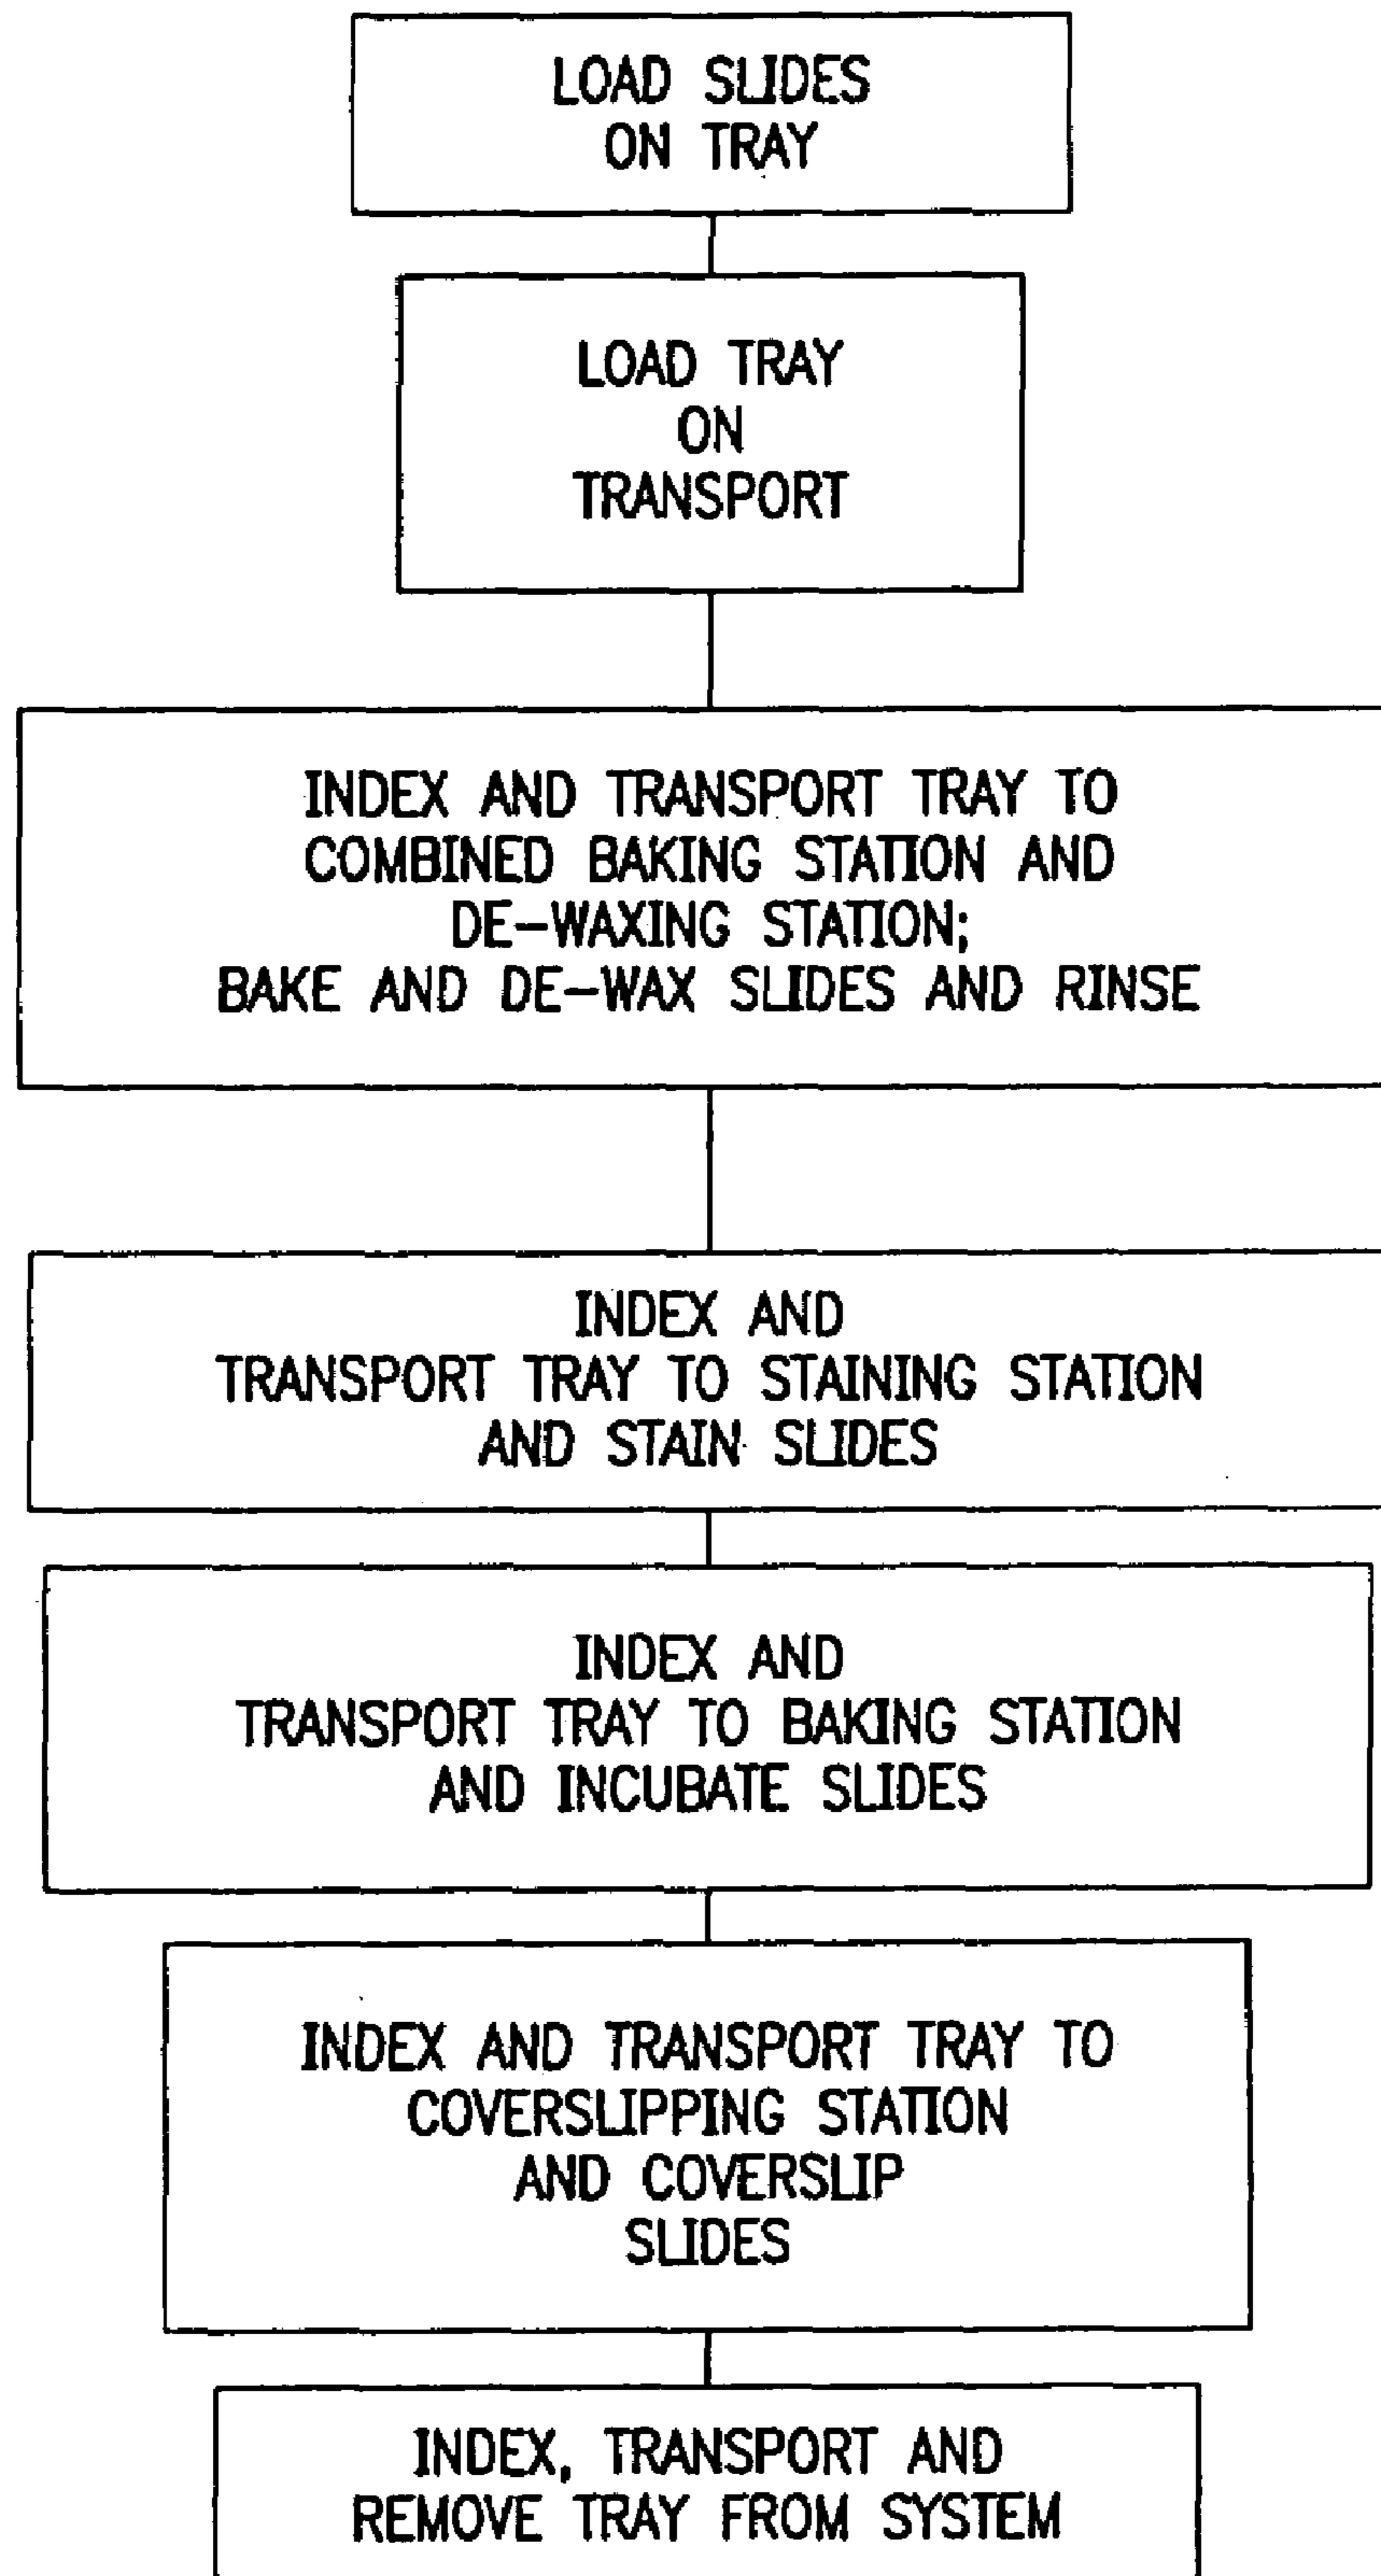 LOAD SLIDES
ON TRAY
LOAD TRAY
ON
TRANSPORT
INDEX AND TRANSPORT TRAY TO
COMBINED BAKING STATION AND
DE-WAXING STATION;
BAKE AND DE-WAX SLIDES AND RINSE
INDEX AND
TRANSPORT TRAY TO STAINING STATION
AND STAIN SLIDES
INDEX AND
TRANSPORT TRAY TO BAKING STATION
AND INCUBATE SLIDES
INDEX AND TRANSPORT TRAY TO
COVERSLIPPING STATION
AND COVERSLIP
SLIDES
INDEX, TRANSPORT AND
REMOVE TRAY FROM SYSTEM